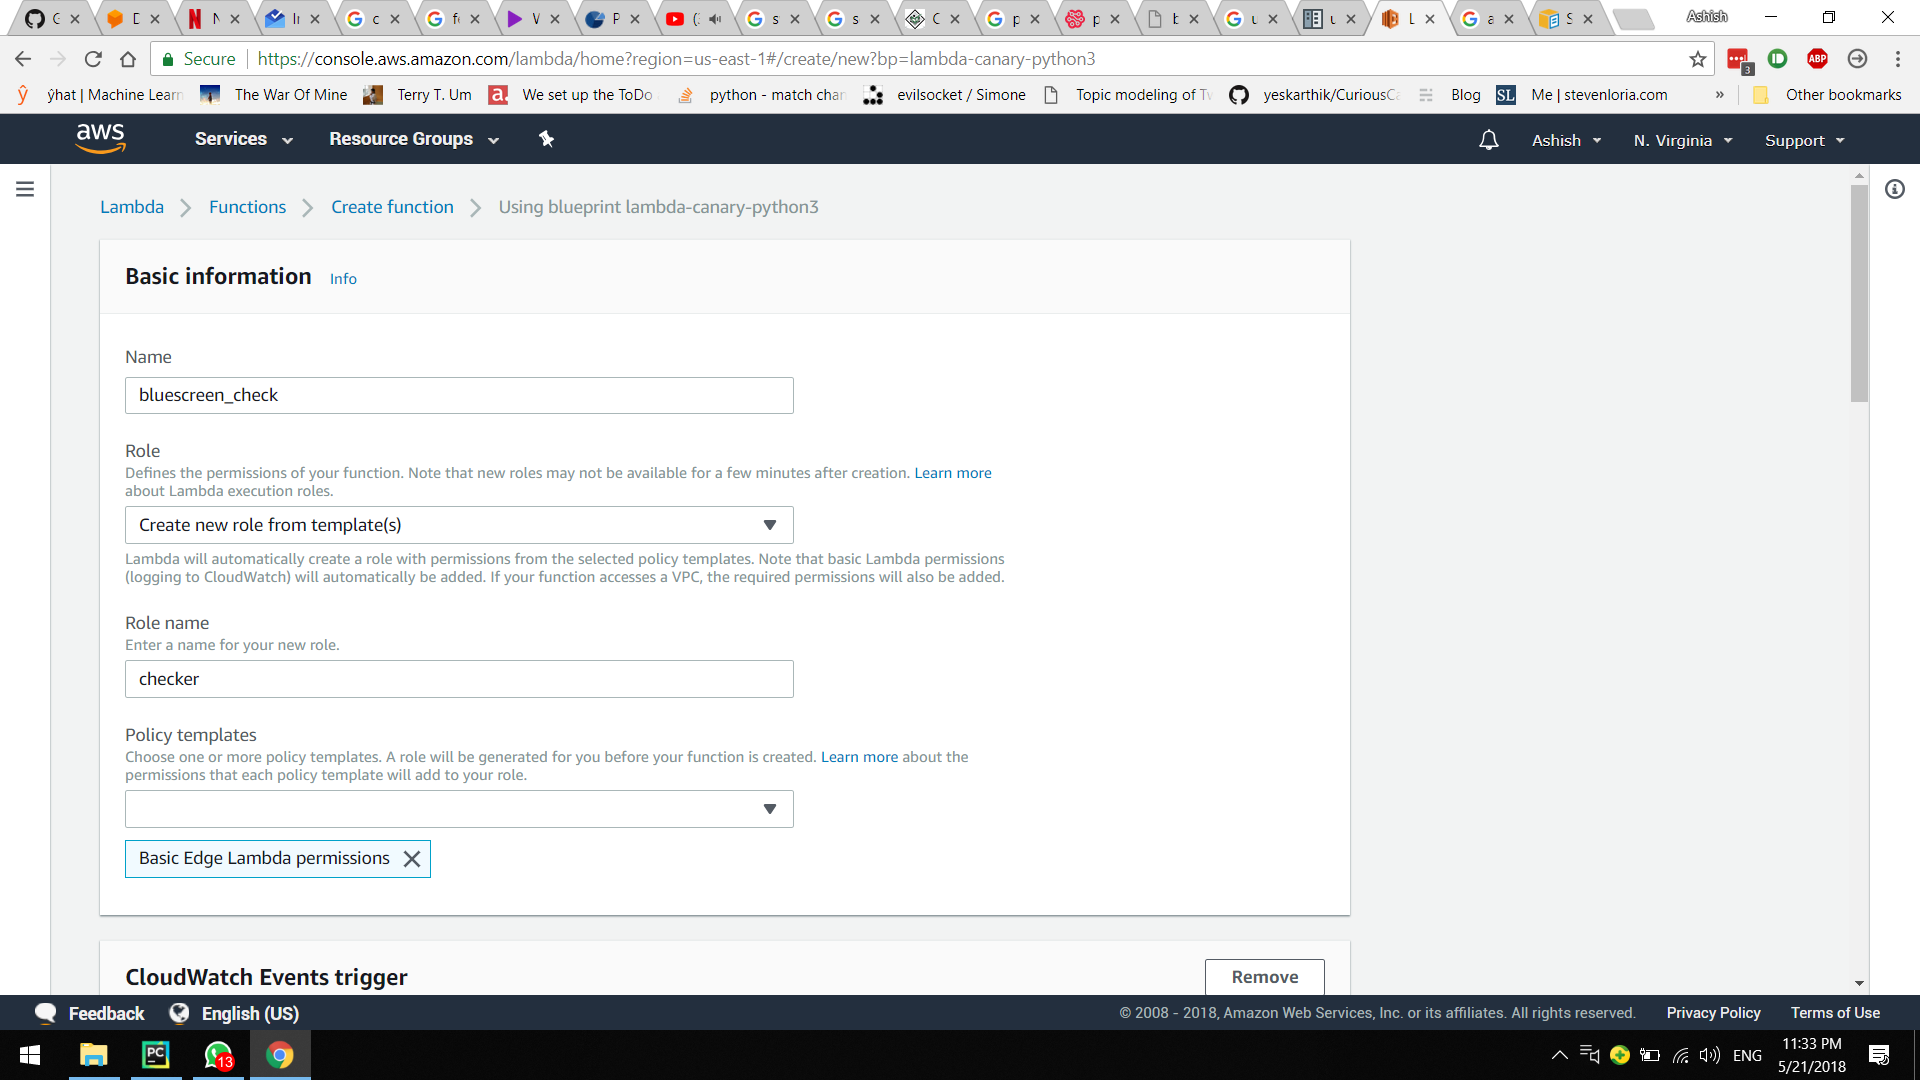 Ashish
Secure
https://console.aws.amazon.com/lambda/home?region=us-east-1#/create/new?bp=lambda-canary-python3
3
ABP
ŷhat | Machine Learn
The War Of Mine
Terry T. Um
a.
We set up the ToDo
python - match char
evilsocket / Simone
Topic modeling of Tw
yeskarthik/CuriousCa
Blog
SL
Me | stevenloria.com
»
Other bookmarks
aws
Services
Resource Groups
Ashish
N. Virginia
Support
Lambda
Functions
Create function
Using blueprint lambda-canary-python3
Basic information
Info
Name
bluescreen_check
Role
Defines the permissions of your function. Note that new roles may not be available for a few minutes after creation. Learn more
about Lambda execution roles.
Create new role from template(s)
Lambda will automatically create a role with permissions from the selected policy templates. Note that basic Lambda permissions
(logging to CloudWatch) will automatically be added. If your function accesses a VPC, the required permissions will also be added.
Role name
Enter a name for your new role.
checker
Policy templates
Choose one or more policy templates. A role will be generated for you before your function is created. Learn more about the
permissions that each policy template will add to your role.
Basic Edge Lambda permissions
CloudWatch Events trigger
Remove
Feedback
English (US)
© 2008 - 2018, Amazon Web Services, Inc. or its affiliates. All rights reserved.
Privacy Policy
Terms of Use
PC
13
ENG
11:33 PM
5/21/2018